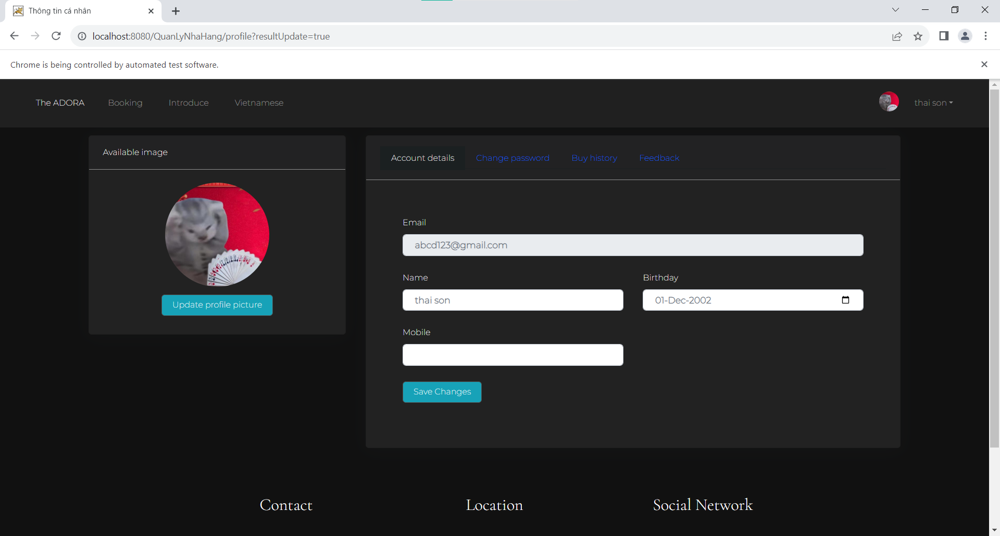 Thông tin cá nhân
localhost:8080/QuanLyNhaHang/profile?resultUpdate=true
Chrome is being controlled by automated test software.
The ADORA Booking Introduce Vietnamese thai son
Available image
Account details Change password Buy history Feedback
Email
abcd123@gmail.com
Name Birthday
thai son 01-Dec-2002
Mobile
Update profile picture
Save Changes
Contact Location Social Network